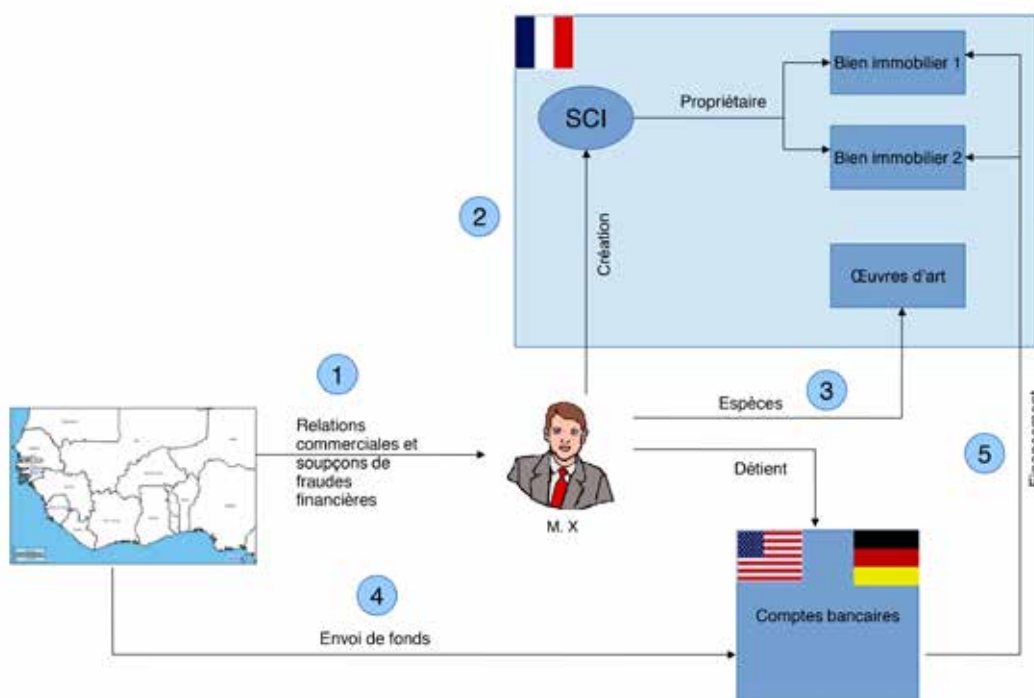 Bien immobilier 1
Propriétaire
SCI
Bien immobilier 2
2
Création
Œuvres d'art
1
Relations
commerciales et
soupçons de
fraudes
financières
Espèces
3
Détient
5
Financement
M. X
4
Envoi de fonds
Comptes bancaires